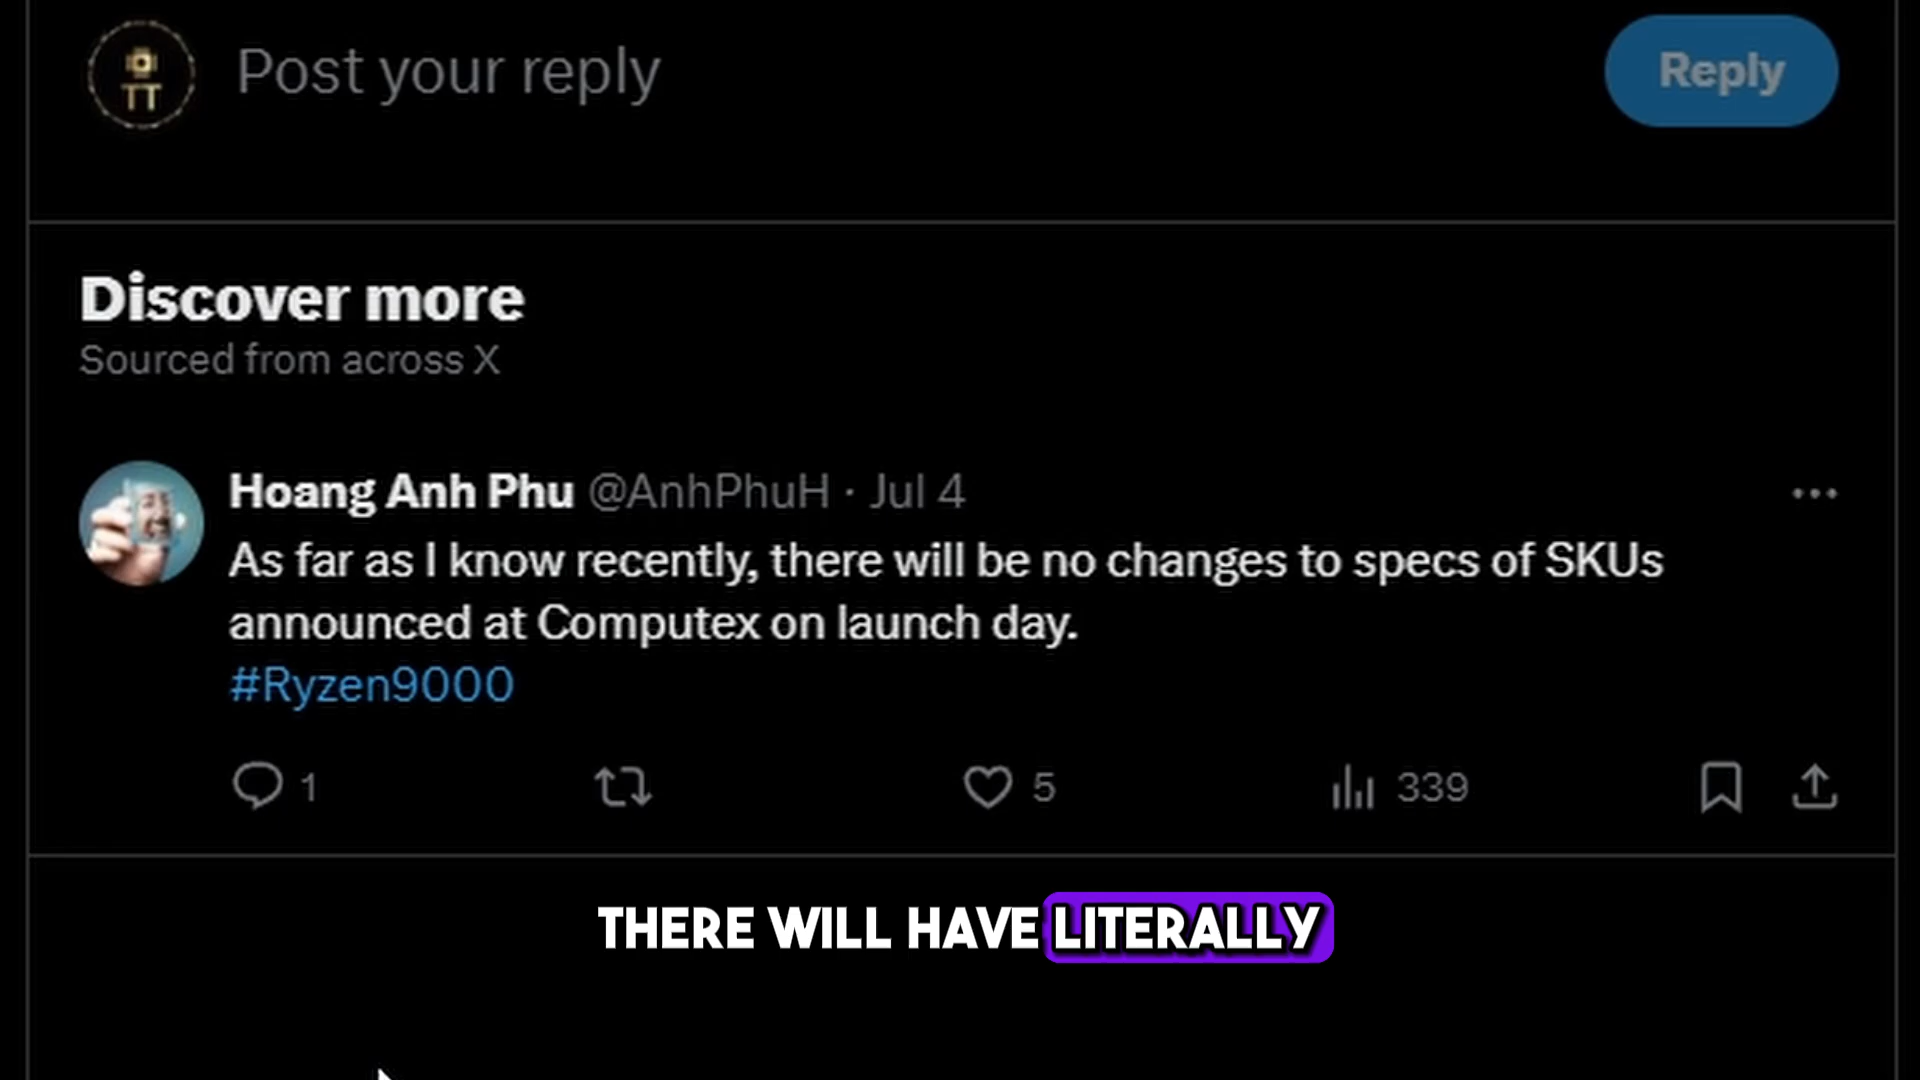 TT
Post your reply
Reply
Discover more
Sourced from across X
Hoang Anh Phu @AnhPhuH · Jul 4
As far as I know recently, there will be no changes to specs of SKUs
announced at Computex on launch day.
#Ryzen9000
1 5 339
THERE WILL HAVE LITERALLY